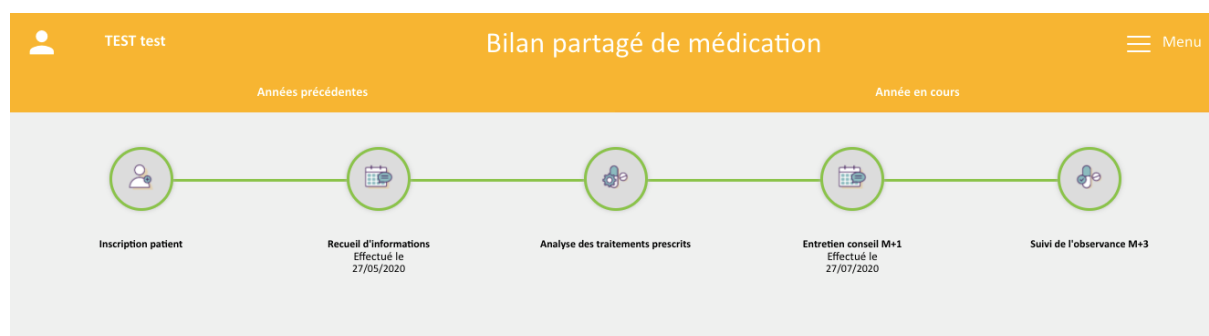 TEST test
Bilan partagé de médication
Menu
Années précédentes
Année en cours
Inscription patient
Recueil d'informations
Effectué le
27/05/2020
Analyse des traitements prescrits
Entretien conseil M+1
Effectué le
27/07/2020
Suivi de l'observance M+3